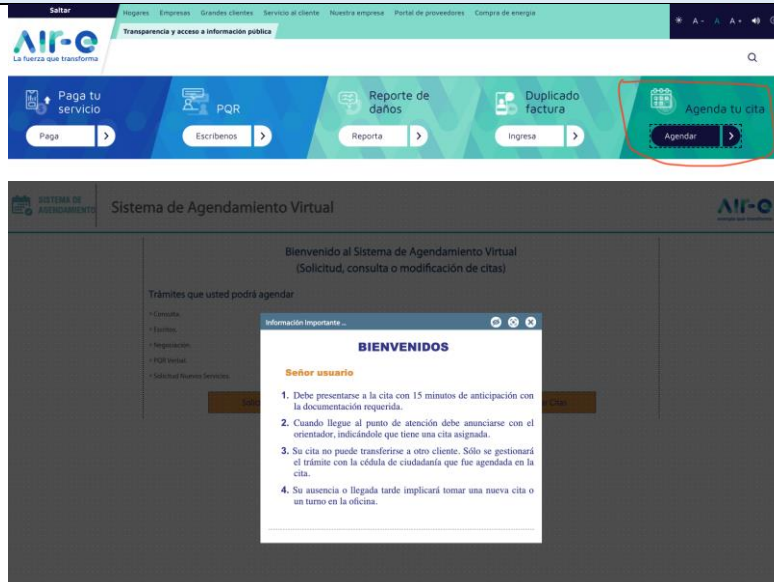 Saltar
Hogares Empresas Grandes clientes Servicio al cliente Nuestra empresa Portal de proveedores Compra de energía
Transparencia y acceso a información pública
A- A A+
AIr-e
La fuerza que transforma
Paga tu servicio
Paga
PQR
Escríbenos
Reporte de daños
Reporta
Duplicado factura
Ingresa
Agenda tu cita
Agendar
SISTEMA DE AGENDAMIENTO
Sistema de Agendamiento Virtual
AIr-e
Bienvenido al Sistema de Agendamiento Virtual
(Solicitud, consulta o modificación de citas)
Trámites que usted podrá agendar
> Consulta.
> Escritos.
> Negociación.
> PQR Verbal.
> Solicitud Nuevos Servicios.
Citas
Información Importante ...
BIENVENIDOS
Señor usuario
1. Debe presentarse a la cita con 15 minutos de anticipación con
la documentación requerida.
2. Cuando llegue al punto de atención debe anunciarse con el
orientador, indicándole que tiene una cita asignada.
3. Su cita no puede transferirse a otro cliente. Sólo se gestionará
el trámite con la cédula de ciudadanía que fue agendada en la
cita.
4. Su ausencia o llegada tarde implicará tomar una nueva cita o
un turno en la oficina.